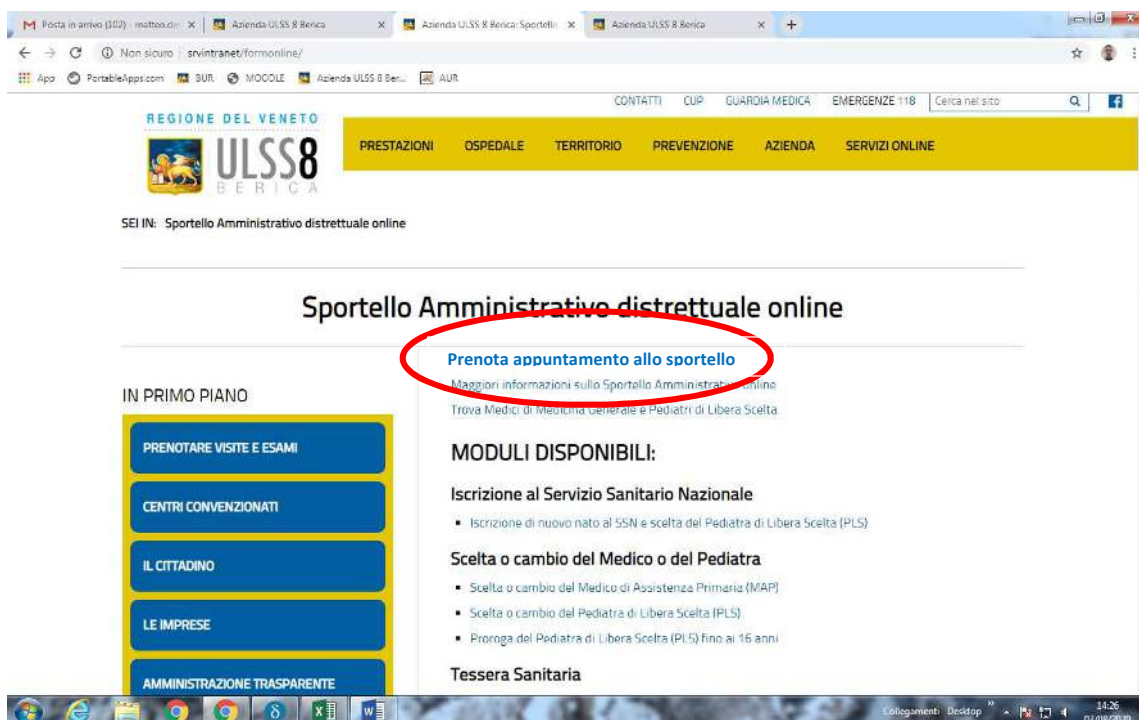 Posta in arrivo (102) - matteo.di
Azienda ULSS 8 Berica
Azienda ULSS 8 Berica: Sportell
Azienda ULSS 8 Berica
Non sicuro srvintranet/formonline/
App PortableApps.com BUR MOODLE Azienda ULSS 8 Ber... AUR
CONTATTI CUP GUARDIA MEDICA EMERGENZE 118 Cerca nel sito
REGIONE DEL VENETO
ULSS8
BERICA
PRESTAZIONI OSPEDALE TERRITORIO PREVENZIONE AZIENDA SERVIZI ONLINE
SEI IN: Sportello Amministrativo distrettuale online
Sportello Amministrativo distrettuale online
Prenota appuntamento allo sportello
Maggiori informazioni sullo Sportello Amministrativo online
Trova Medici di Medicina Generale e Pediatri di Libera Scelta
IN PRIMO PIANO
PRENOTARE VISITE E ESAMI
CENTRI CONVENZIONATI
IL CITTADINO
LE IMPRESE
AMMINISTRAZIONE TRASPARENTE
MODULI DISPONIBILI:
Iscrizione al Servizio Sanitario Nazionale
▪ Iscrizione di nuovo nato al SSN e scelta del Pediatra di Libera Scelta (PLS)
Scelta o cambio del Medico o del Pediatra
▪ Scelta o cambio del Medico di Assistenza Primaria (MAP)
▪ Scelta o cambio del Pediatra di Libera Scelta (PLS)
▪ Proroga del Pediatra di Libera Scelta (PLS) fino ai 16 anni
Tessera Sanitaria
Collegamenti Desktop
14:26